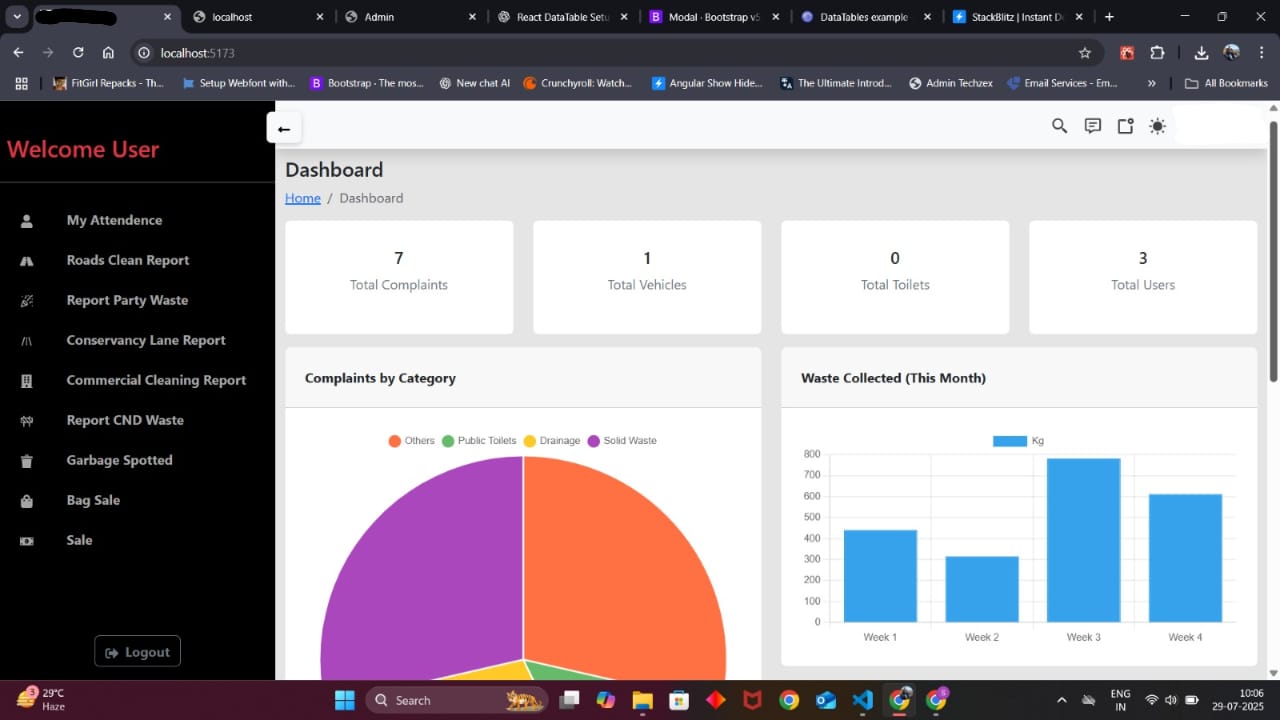 localhost
Admin
React DataTable Setu
Modal · Bootstrap v5
DataTables example
StackBlitz | Instant D
localhost:5173
FitGirl Repacks - Th...
Setup Webfont with...
Bootstrap · The mos...
New chat AI
Crunchyroll: Watch...
Angular Show Hide...
The Ultimate Introd...
Admin Techzex
Email Services - Em...
All Bookmarks
Welcome User
My Attendence
Roads Clean Report
Report Party Waste
Conservancy Lane Report
Commercial Cleaning Report
Report CND Waste
Garbage Spotted
Bag Sale
Sale
Logout
Dashboard
Home / Dashboard
7
Total Complaints
1
Total Vehicles
0
Total Toilets
3
Total Users
Complaints by Category
Others Public Toilets Drainage Solid Waste
Waste Collected (This Month)
Kg
800
700
600
500
400
300
200
100
0
Week 1 Week 2 Week 3 Week 4
3
29°C
Haze
Search
ENG
IN
10:06
29-07-2025